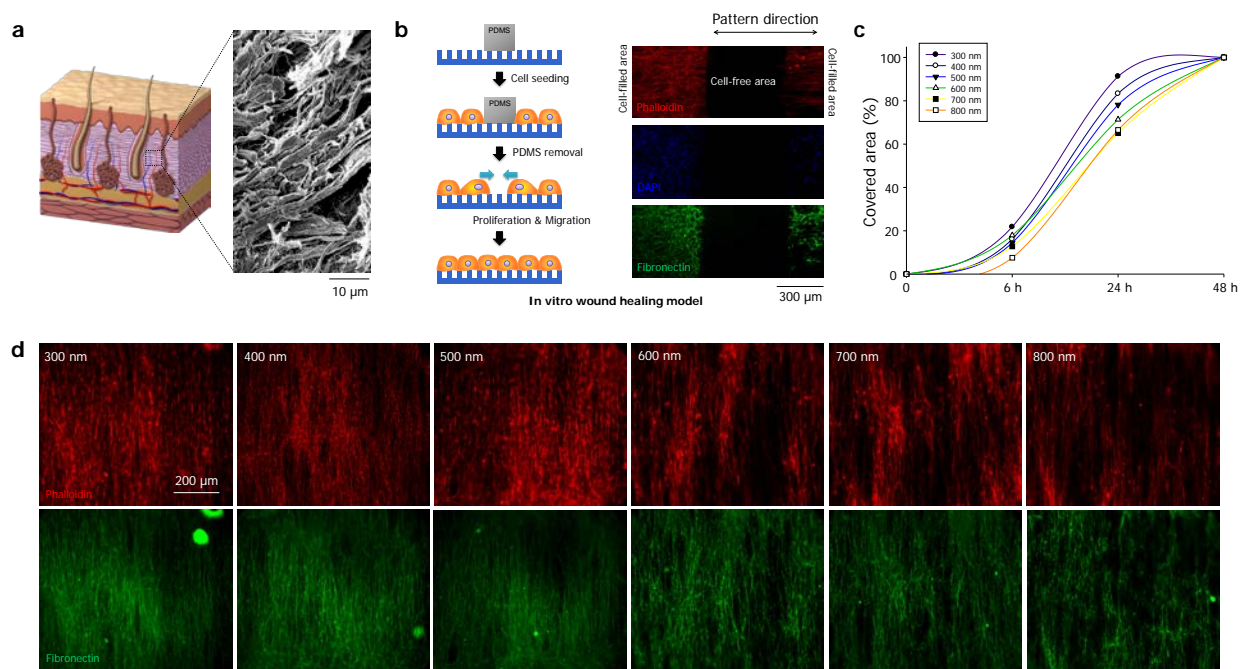 a
10 µm
b
PDMS
Cell seeding
PDMS
PDMS removal
Proliferation & Migration
In vitro wound healing model
Pattern direction
Cell-filled area
Cell-free area
Cell-filled area
Phalloidin
DAPI
Fibronectin
300 µm
c
Covered area (%)
100
80
60
40
20
0
300 nm
400 nm
500 nm
600 nm
700 nm
800 nm
0
6 h
24 h
48 h
d
300 nm
400 nm
500 nm
600 nm
700 nm
800 nm
200 µm
Phalloidin
Fibronectin